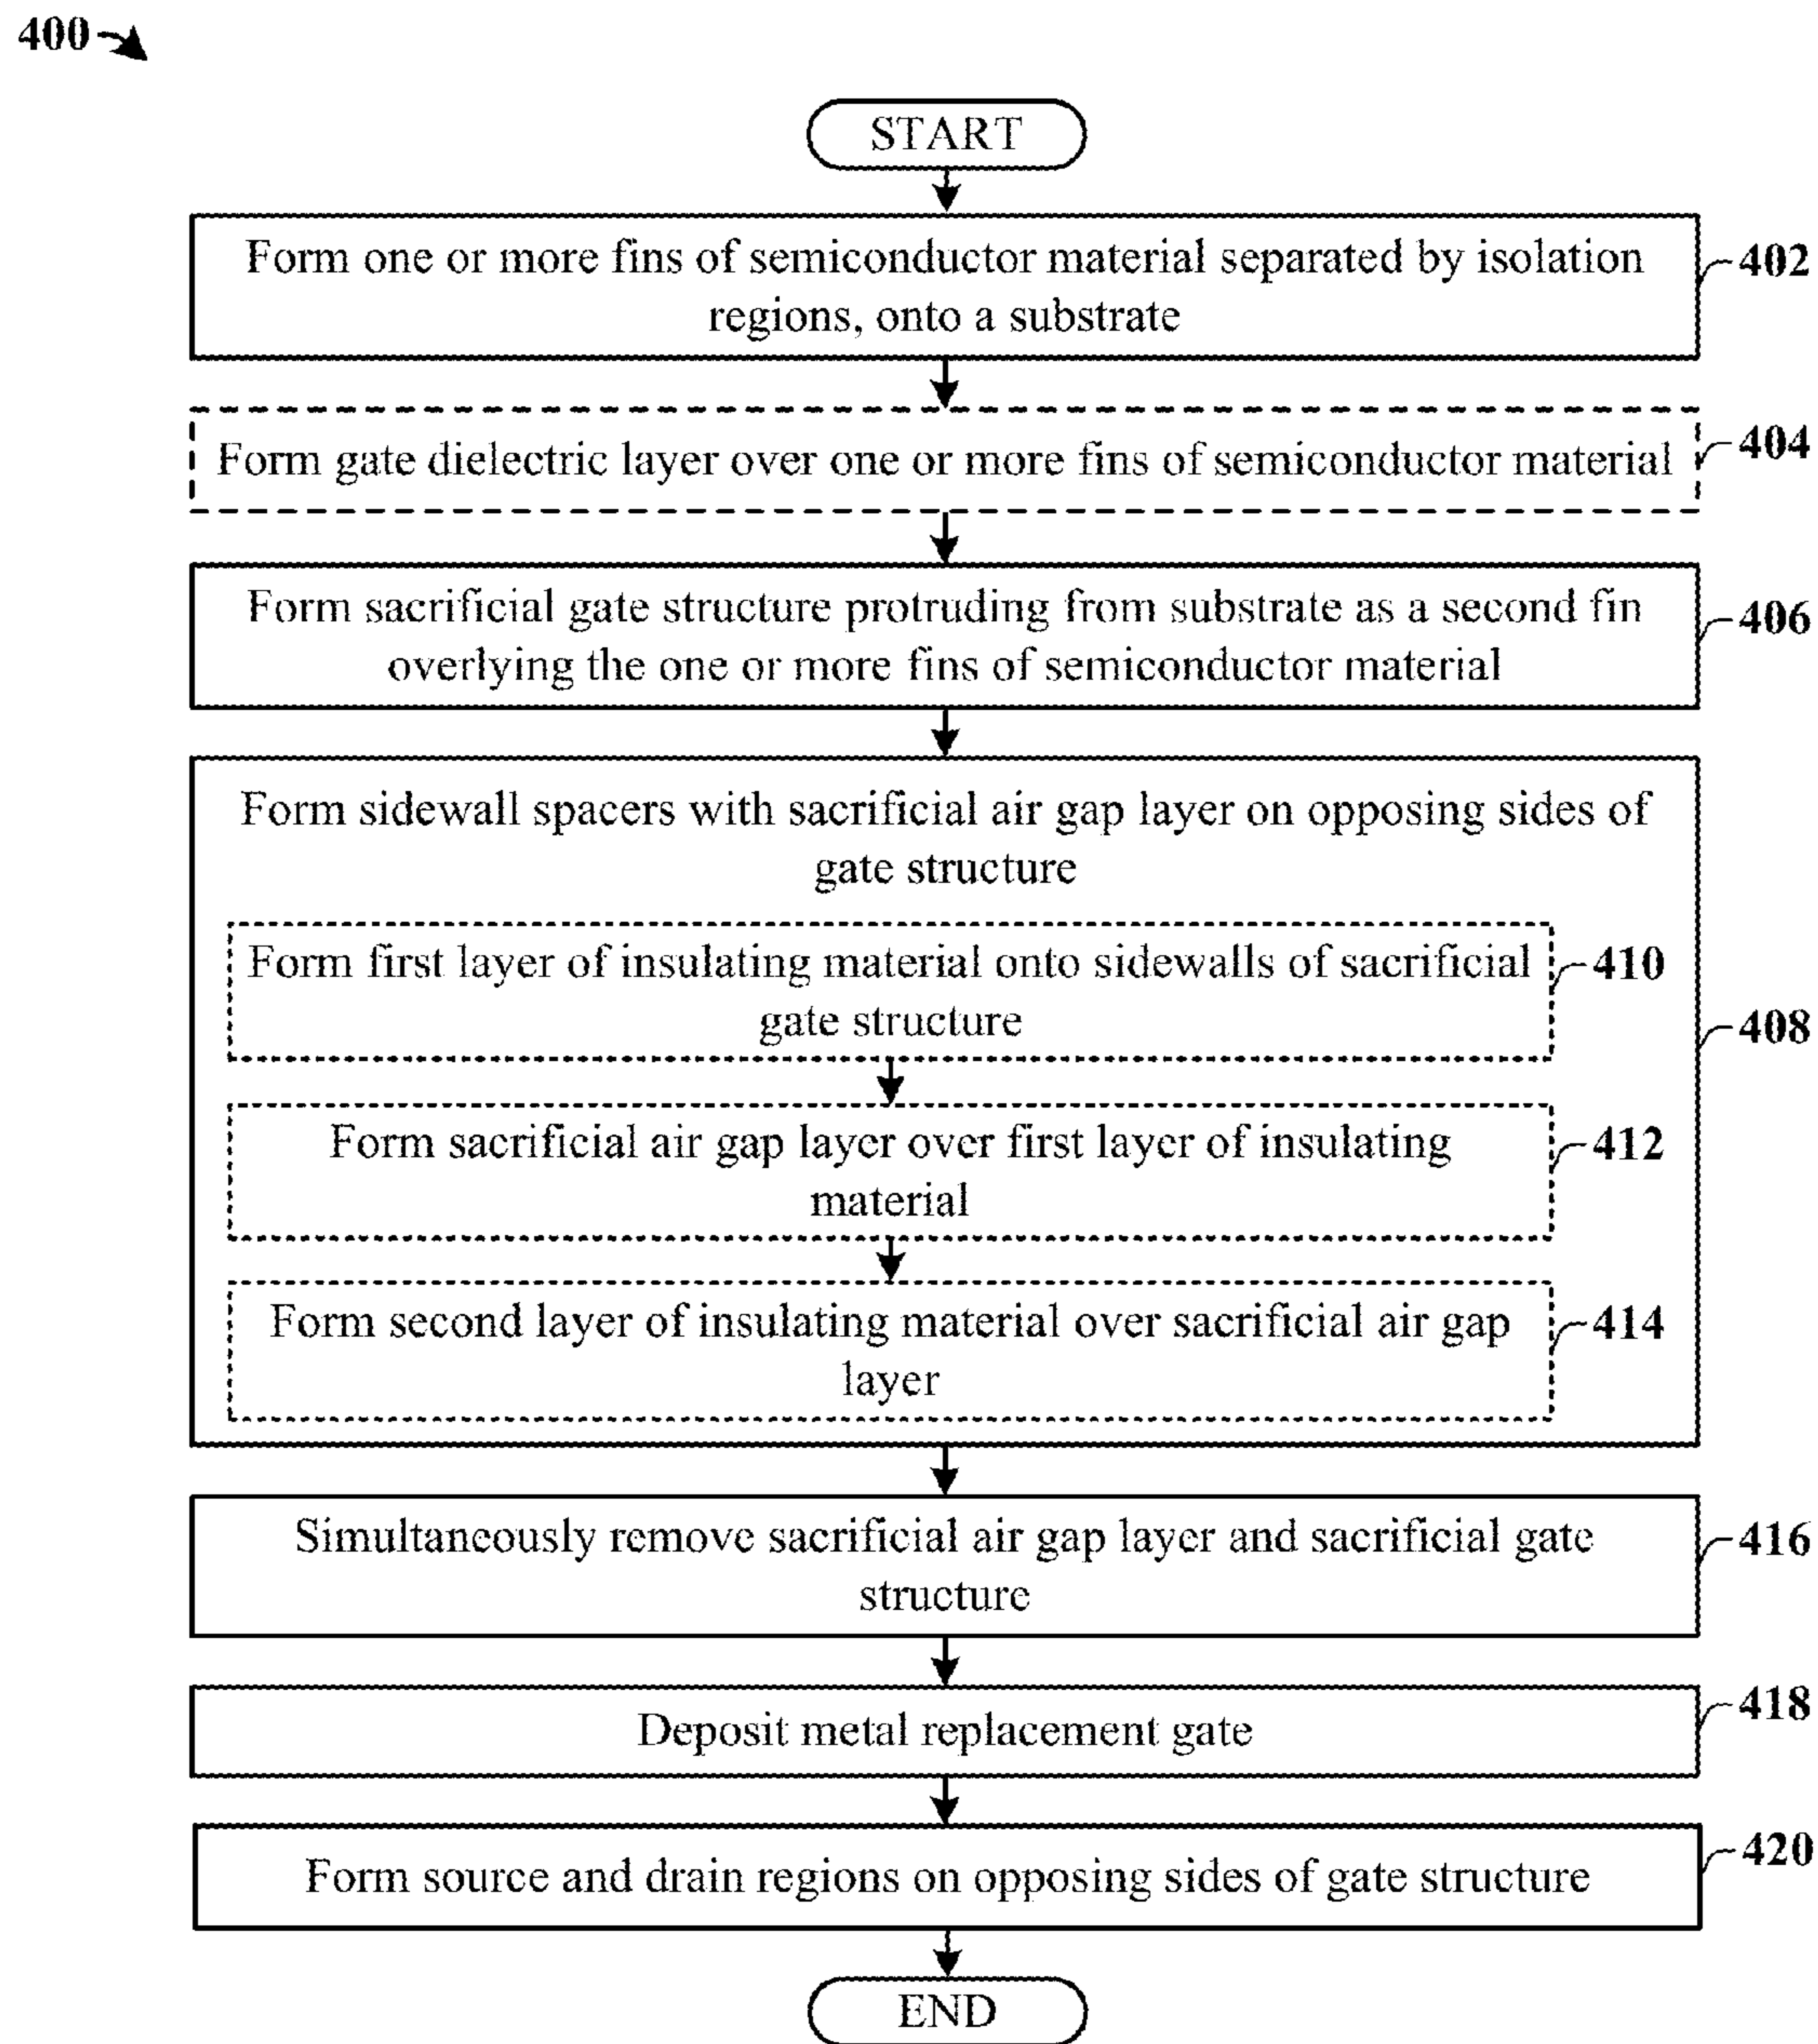 400
START
Form one or more fins of semiconductor material separated by isolation
regions, onto a substrate
402
Form gate dielectric layer over one or more fins of semiconductor material
404
Form sacrificial gate structure protruding from substrate as a second fin
overlying the one or more fins of semiconductor material
406
Form sidewall spacers with sacrificial air gap layer on opposing sides of
gate structure
Form first layer of insulating material onto sidewalls of sacrificial
gate structure
410
408
Form sacrificial air gap layer over first layer of insulating
material
412
Form second layer of insulating material over sacrificial air gap
layer
414
Simultaneously remove sacrificial air gap layer and sacrificial gate
structure
416
Deposit metal replacement gate
418
Form source and drain regions on opposing sides of gate structure
420
END